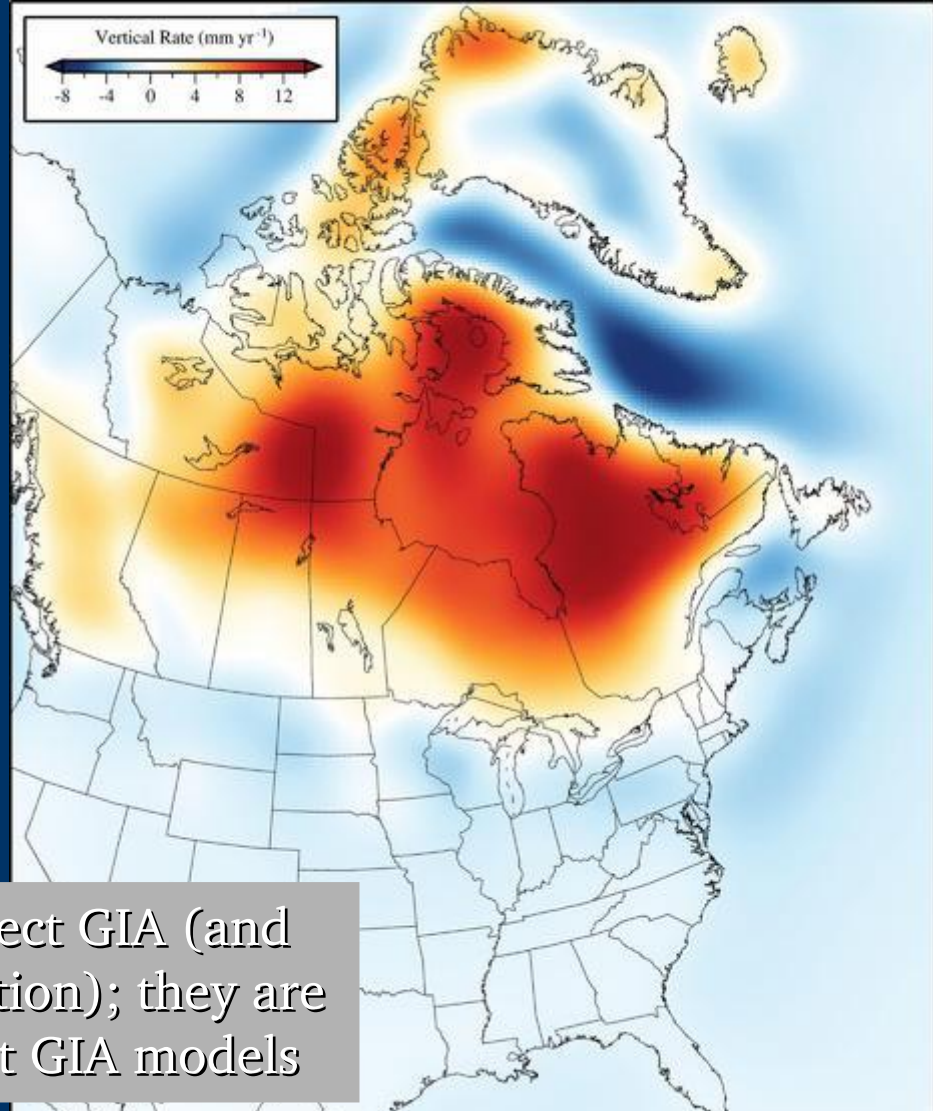 Vertical Rate (mm yr⁻¹)
-8 -4 0 4 8 12
ect GIA (and
tion); they are
t GIA models